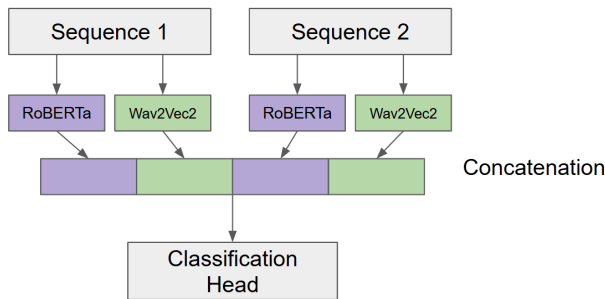 Sequence 1
Sequence 2
RoBERTa
Wav2Vec2
RoBERTa
Wav2Vec2
Concatenation
Classification
Head